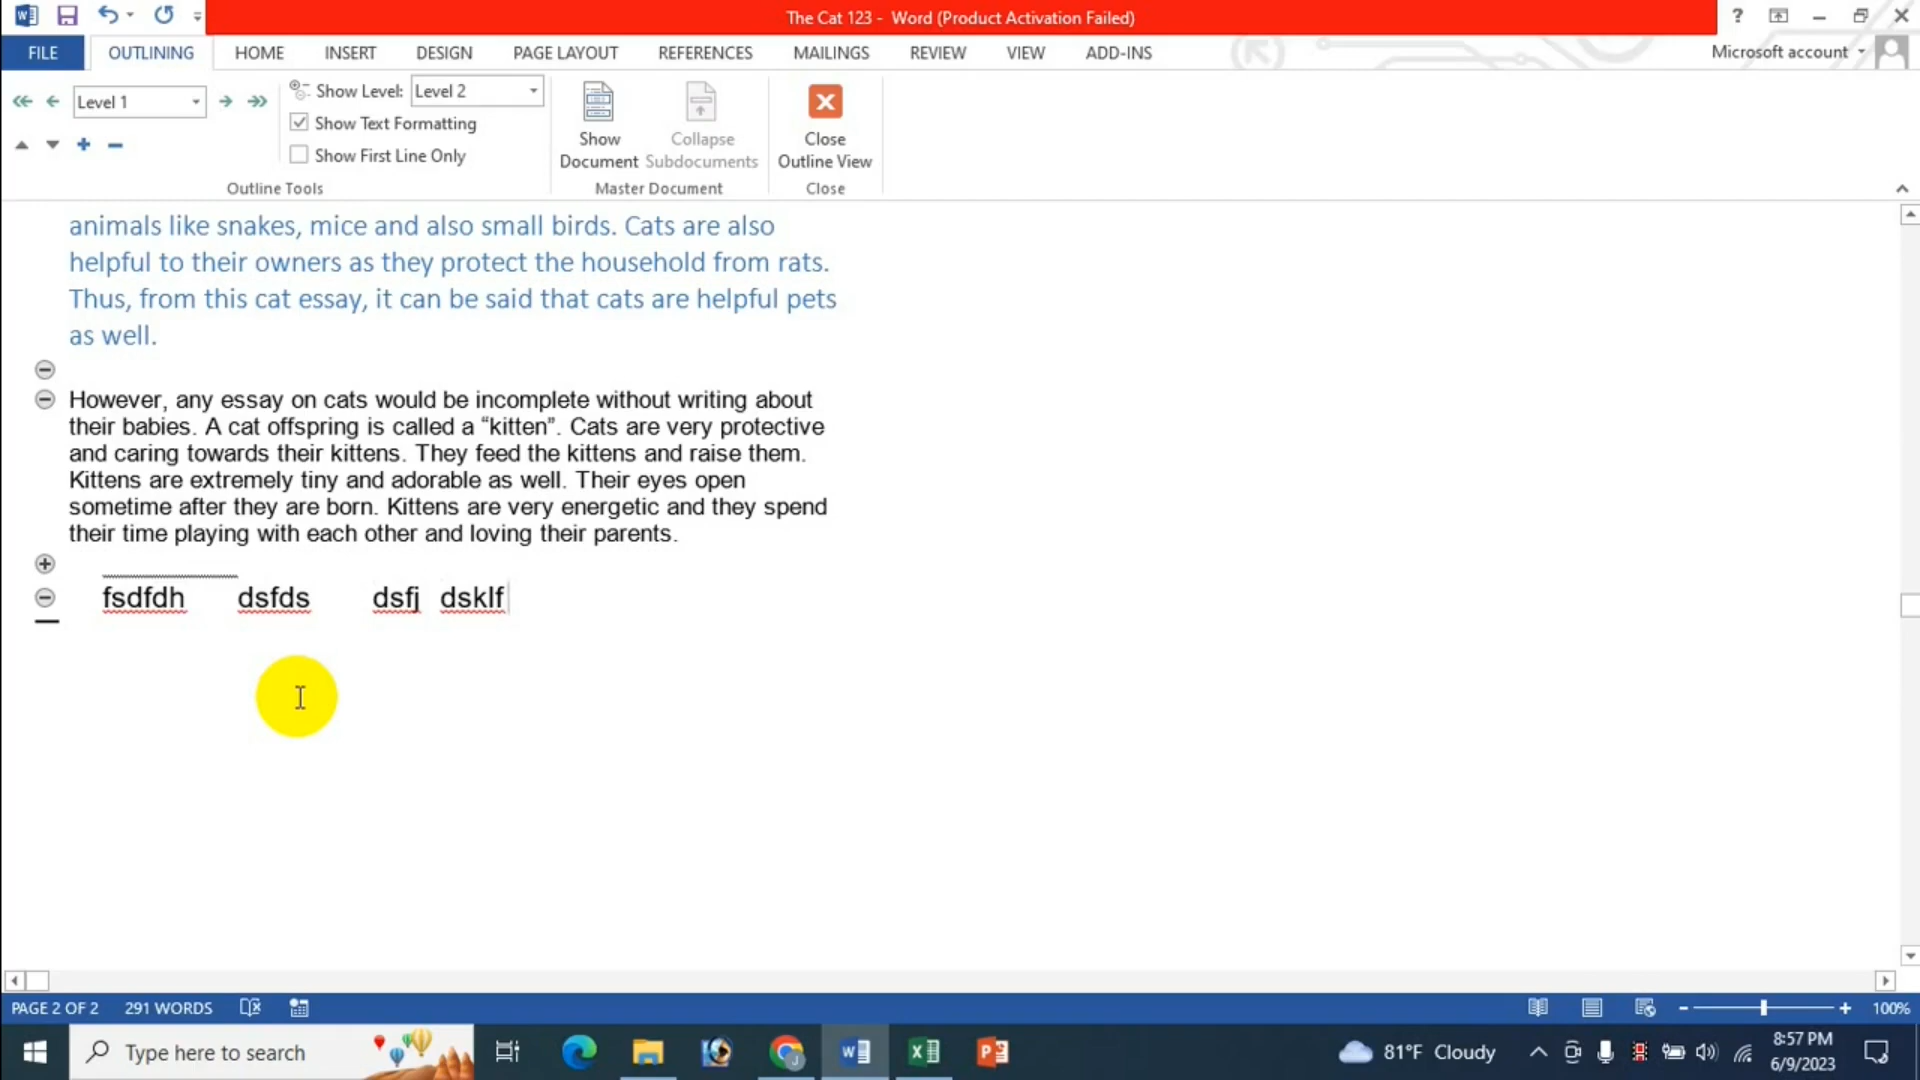 The Cat 123 - Word (Product Activation Failed)
?
FILE OUTLINING HOME INSERT DESIGN PAGE LAYOUT REFERENCES MAILINGS REVIEW VIEW ADD-INS Microsoft account
Level 1
Show Level: Level 2
Show Text Formatting
Show First Line Only
Outline Tools
Show Document
Collapse Subdocuments
Master Document
Close Outline View
Close
animals like snakes, mice and also small birds. Cats are also
helpful to their owners as they protect the household from rats.
Thus, from this cat essay, it can be said that cats are helpful pets
as well.
However, any essay on cats would be incomplete without writing about
their babies. A cat offspring is called a “kitten”. Cats are very protective
and caring towards their kittens. They feed the kittens and raise them.
Kittens are extremely tiny and adorable as well. Their eyes open
sometime after they are born. Kittens are very energetic and they spend
their time playing with each other and loving their parents.
fsdfdh dsfds dsfj dsklf
PAGE 2 OF 2 291 WORDS 100%
Type here to search
81°F Cloudy
8:57 PM
6/9/2023